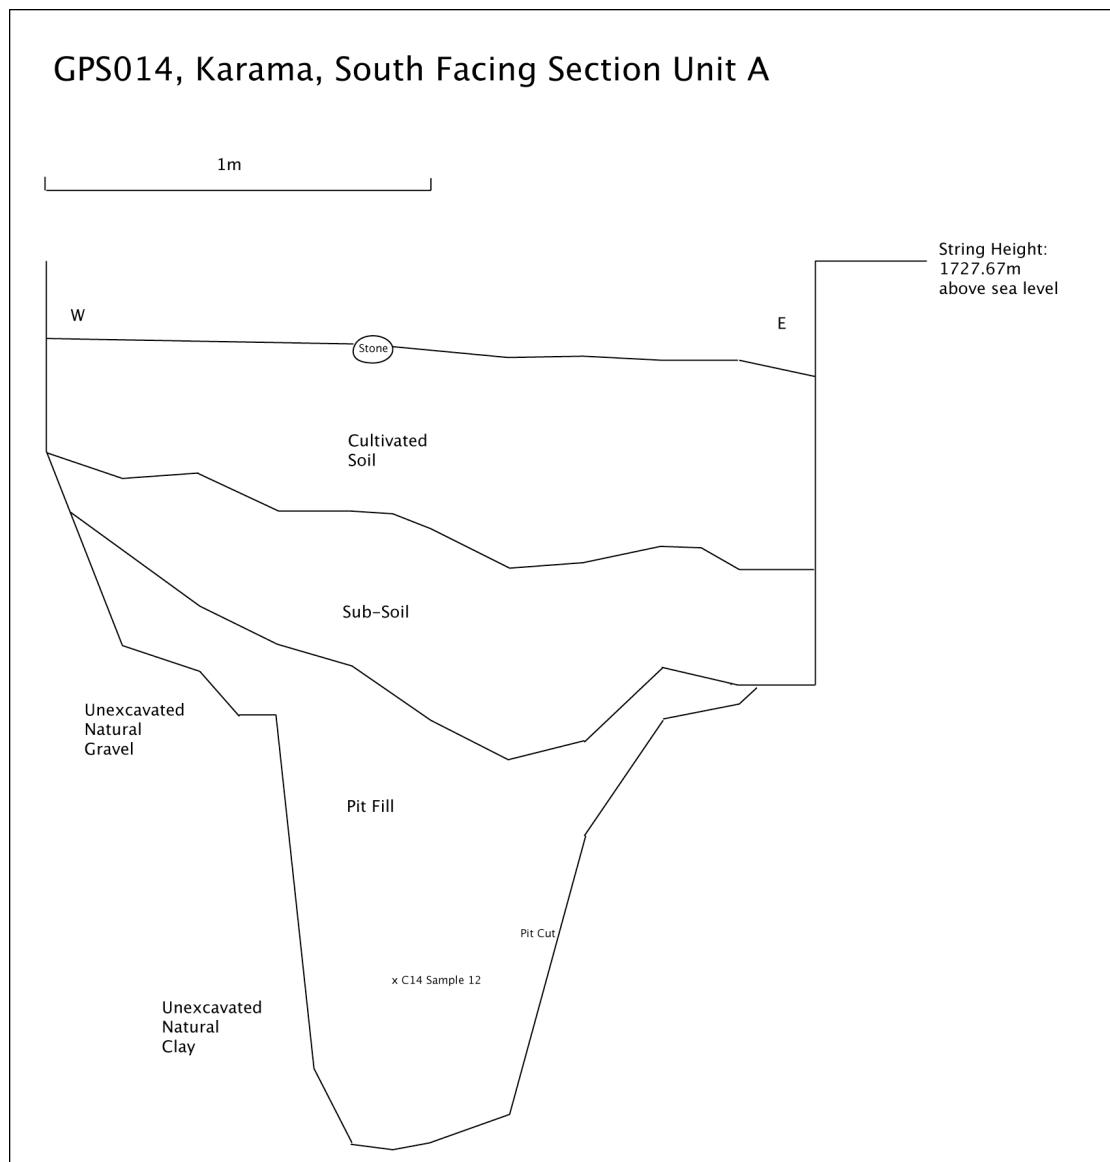 GPS014, Karama, South Facing Section Unit A
1m
String Height:
1727.67m
above sea level
W
E
Stone
Cultivated
Soil
Sub-Soil
Unexcavated
Natural
Gravel
Pit Fill
Pit Cut
x C14 Sample 12
Unexcavated
Natural
Clay